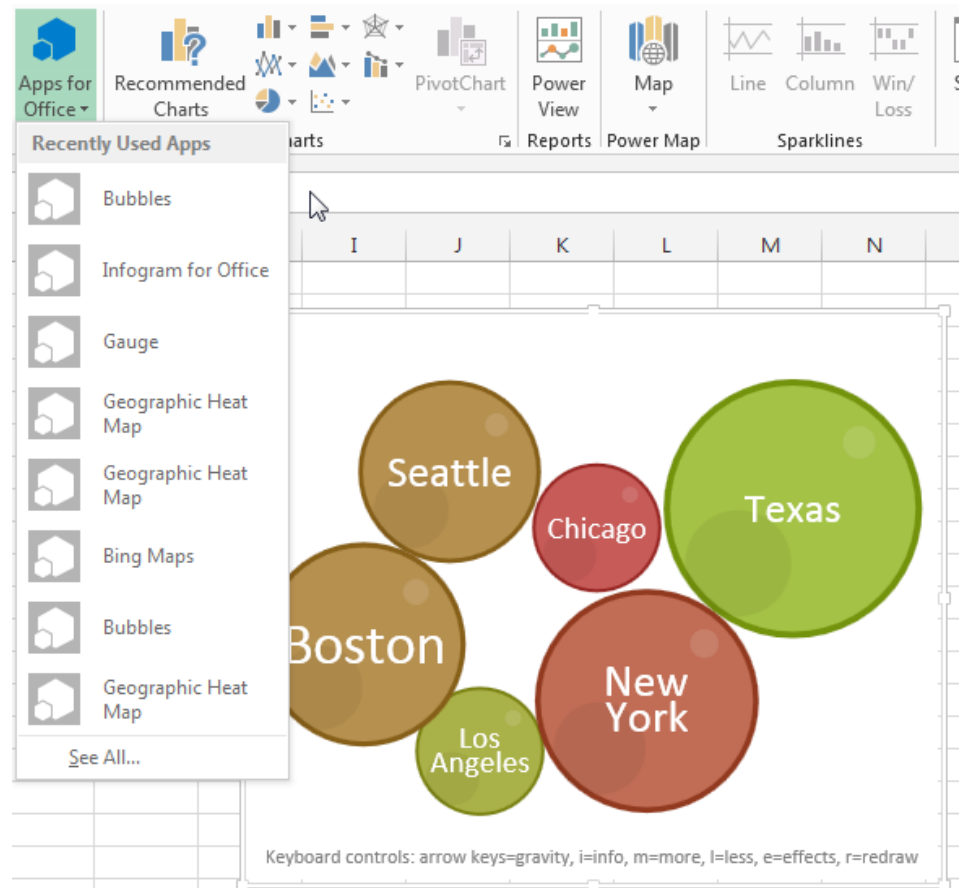 Apps for
Office
Recommended
Charts
PivotChart
Power
View
Map
Line
Column
Win/
Loss
arts
Reports
Power Map
Sparklines
Recently Used Apps
Bubbles
Infogram for Office
Gauge
Geographic Heat
Map
Geographic Heat
Map
Bing Maps
Bubbles
Geographic Heat
Map
See All...
I
J
K
L
M
N
Seattle
Chicago
Texas
Boston
New
York
Los
Angeles
Keyboard controls: arrow keys=gravity, i=info, m=more, l=less, e=effects, r=redraw